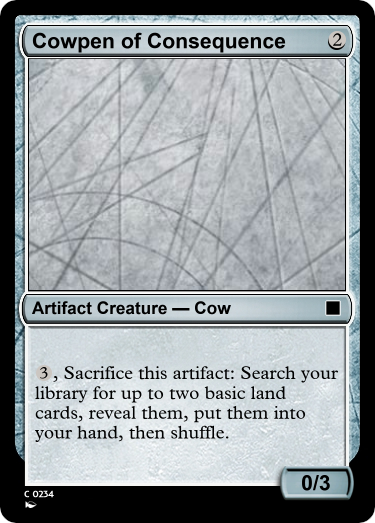 Cowpen of Consequence 2
Artifact Creature — Cow
3, Sacrifice this artifact: Search your
library for up to two basic land
cards, reveal them, put them into
your hand, then shuffle.
0/3
C 0234